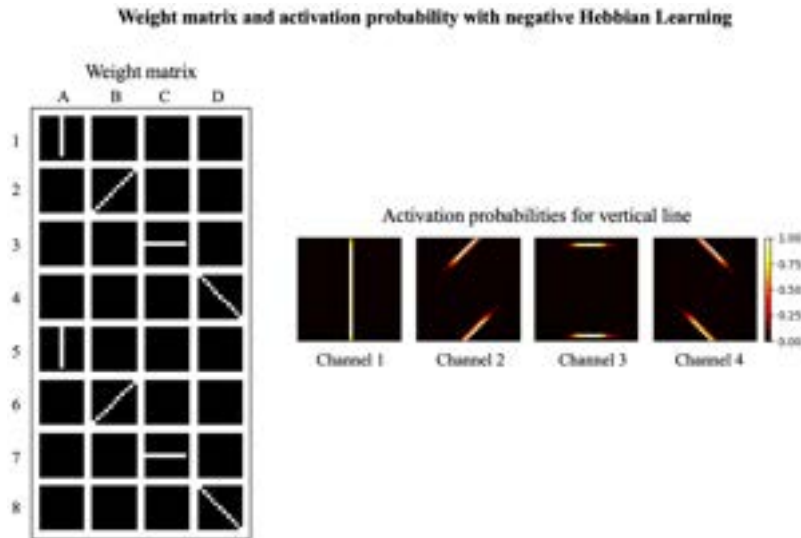 Weight matrix and activation probability with negative Hebbian Learning
Weight matrix
A B C D
1
2
3
4
5
6
7
8
Activation probabilities for vertical line
1.00
0.75
0.50
0.25
0.00
Channel 1 Channel 2 Channel 3 Channel 4